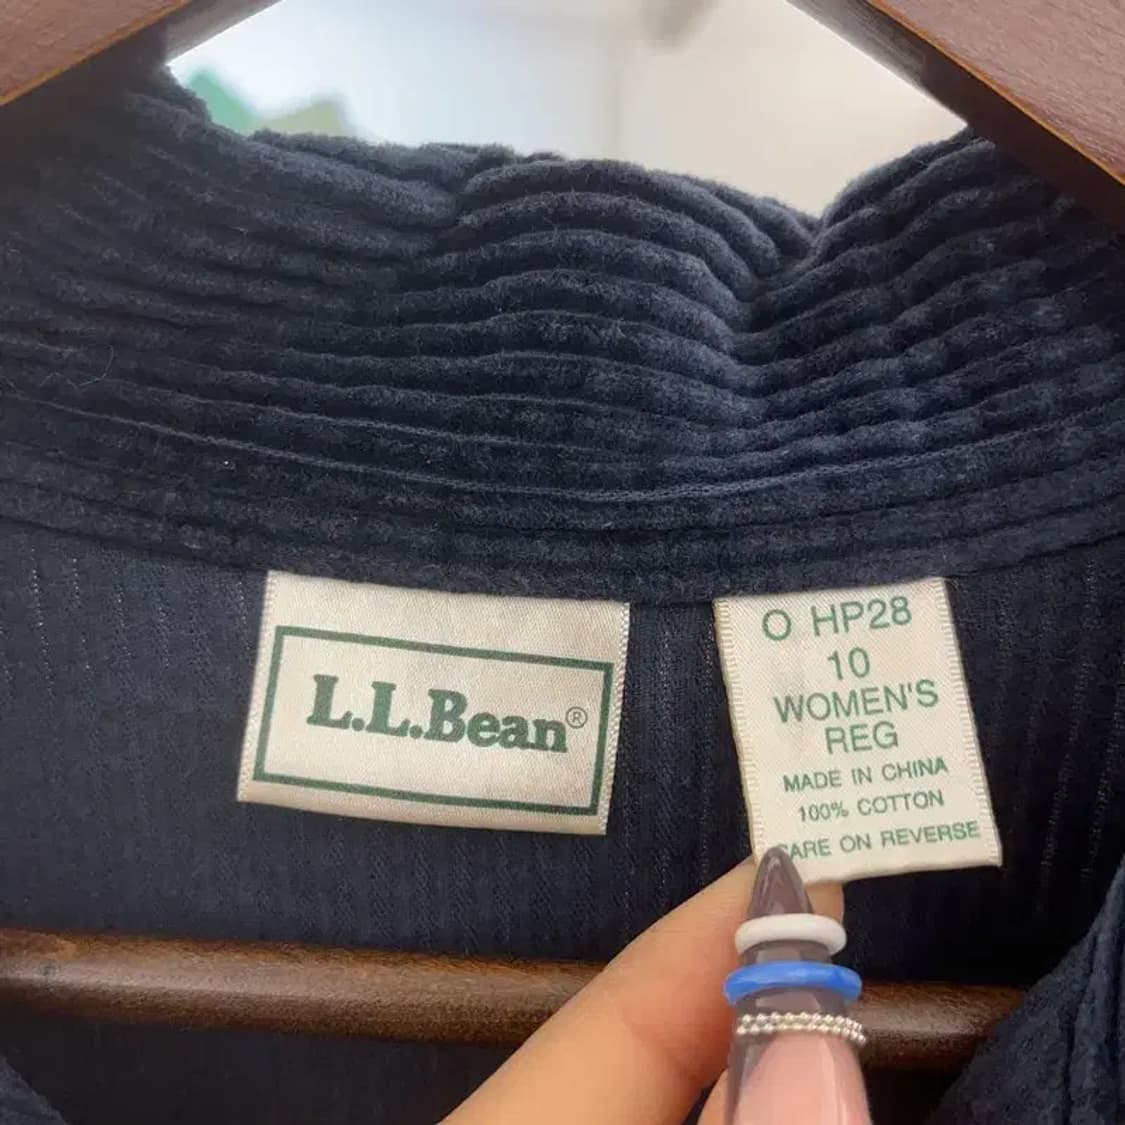 L.L.Bean®
O HP28
10
WOMEN'S
REG
MADE IN CHINA
100% COTTON
CARE ON REVERSE